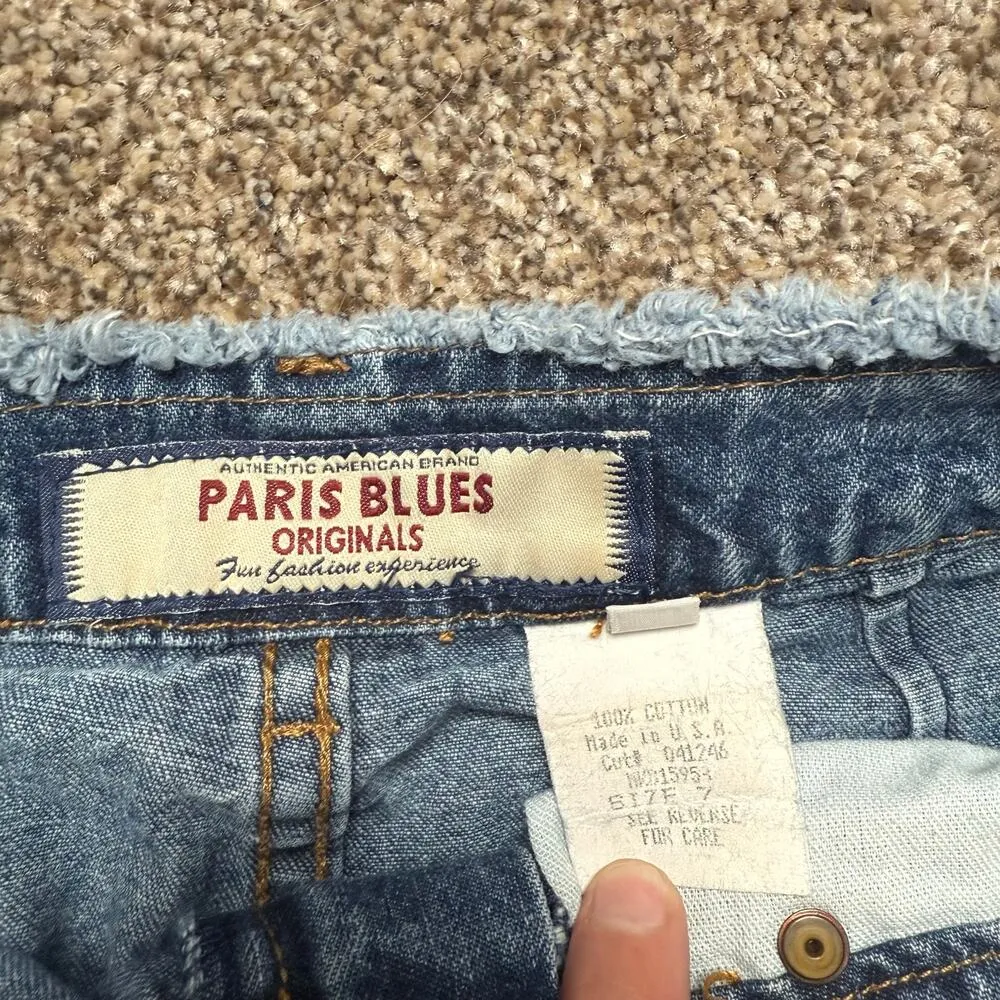 AUTHENTIC AMERICAN BRAND
PARIS BLUES
ORIGINALS
Fun fashion experience
100% COTTON
Made in U.S.A.
Cut# 041246
SIZE 7
SEE REVERSE
FOR CARE